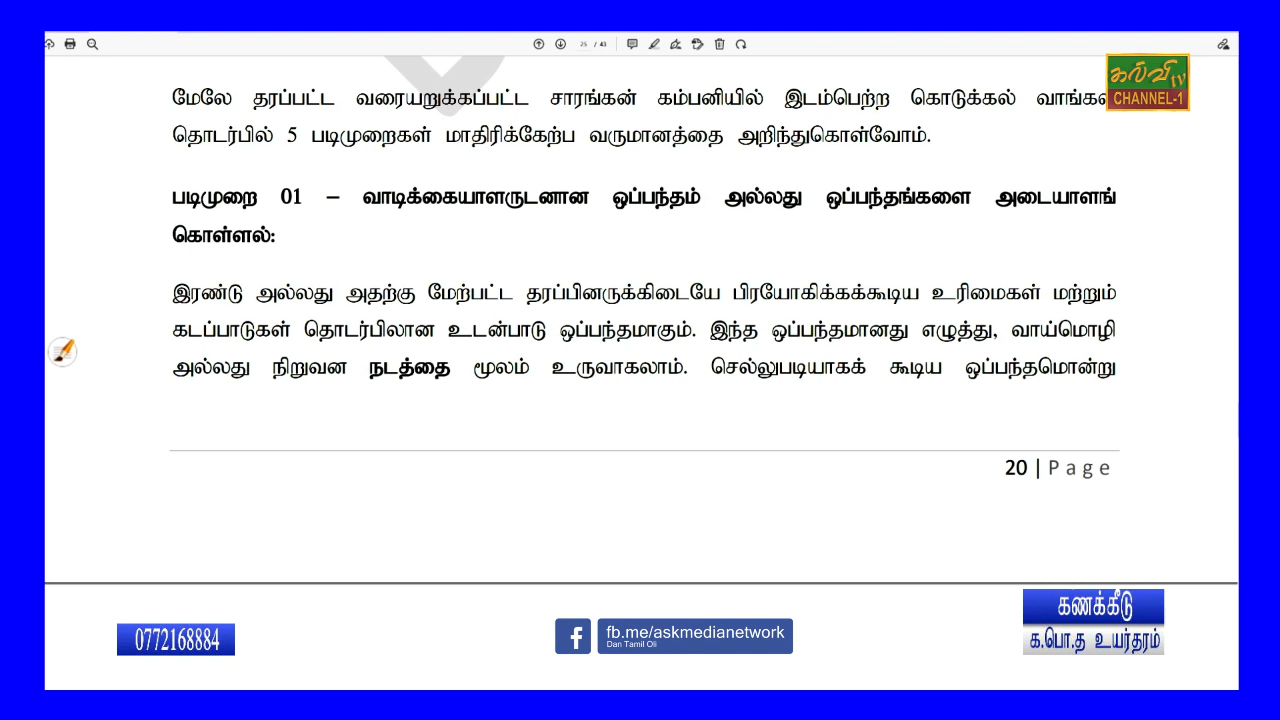 25 / 43
கல்வி tv
CHANNEL-1
மேலே தரப்பட்ட வரையறுக்கப்பட்ட சாரங்கன் கம்பனியில் இடம்பெற்ற கொடுக்கல்
தொடர்பில் 5 படிமுறைகள் மாதிரிக்கேற்ப வருமானத்தை அறிந்துகொள்வோம்.
படிமுறை 01 – வாடிக்கையாளருடனான ஒப்பந்தம் அல்லது ஒப்பந்தங்களை அடையாளங்
கொள்ளல்:
இரண்டு அல்லது அதற்கு மேற்பட்ட தரப்பினருக்கிடையே பிரயோகிக்கக்கூடிய உரிமைகள் மற்றும்
கடப்பாடுகள் தொடர்பிலான உடன்பாடு ஒப்பந்தமாகும். இந்த ஒப்பந்தமானது எழுத்து, வாய்மொழி
அல்லது நிறுவன நடத்தை மூலம் உருவாகலாம். செல்லுபடியாகக் கூடிய ஒப்பந்தமொன்று
20 | Page
0772168884
fb.me/askmedianetwork
Dan Tamil Oli
கணக்கீடு
க.பொ.த உயர்தரம்